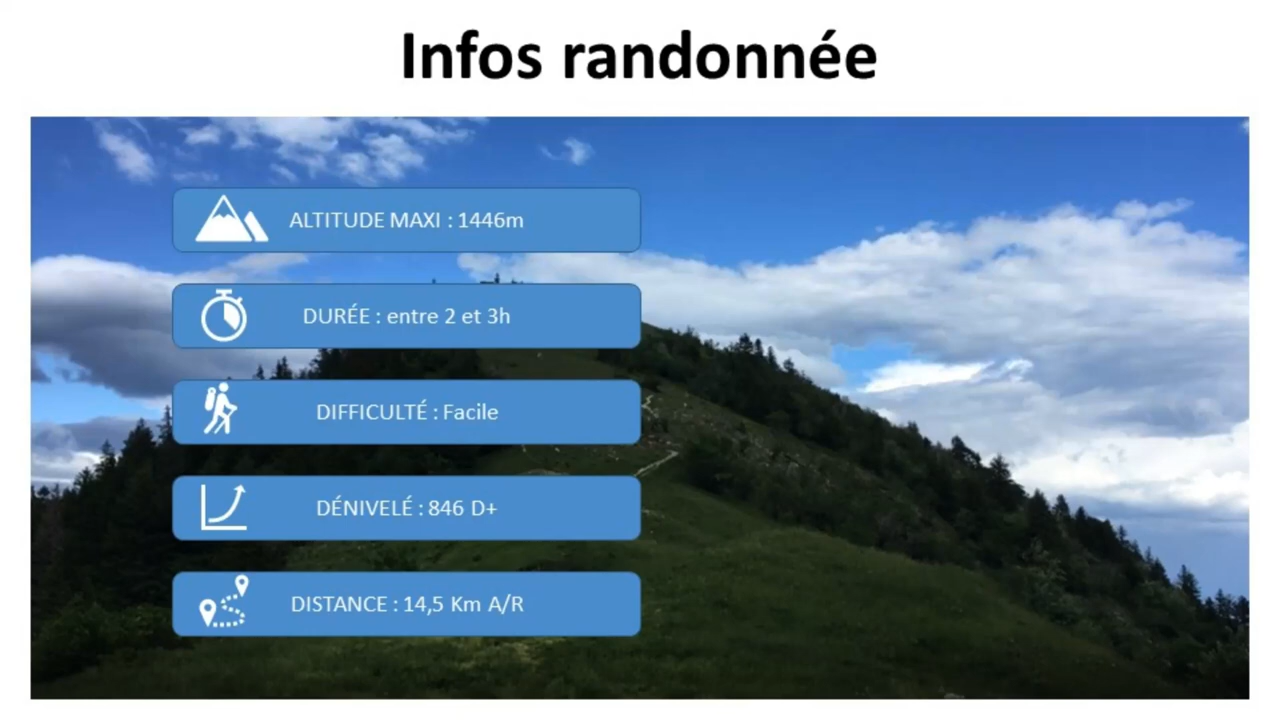 Infos randonnée
ALTITUDE MAXI : 1446m
DURÉE : entre 2 et 3h
DIFFICULTÉ : Facile
DÉNIVELÉ : 846 D+
DISTANCE : 14,5 Km A/R